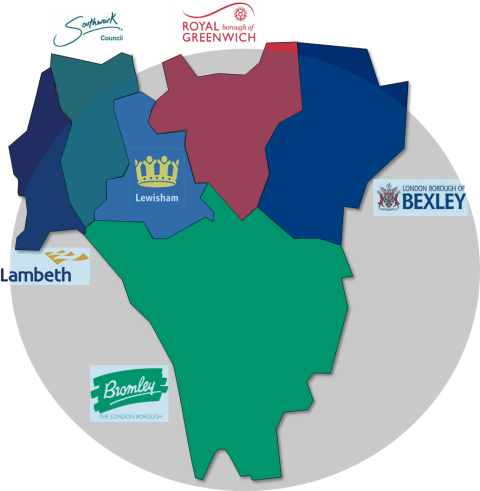 Southwark
Council
ROYAL borough of
GREENWICH
Lewisham
LONDON BOROUGH OF
BEXLEY
Lambeth
Bromley
THE LONDON BOROUGH